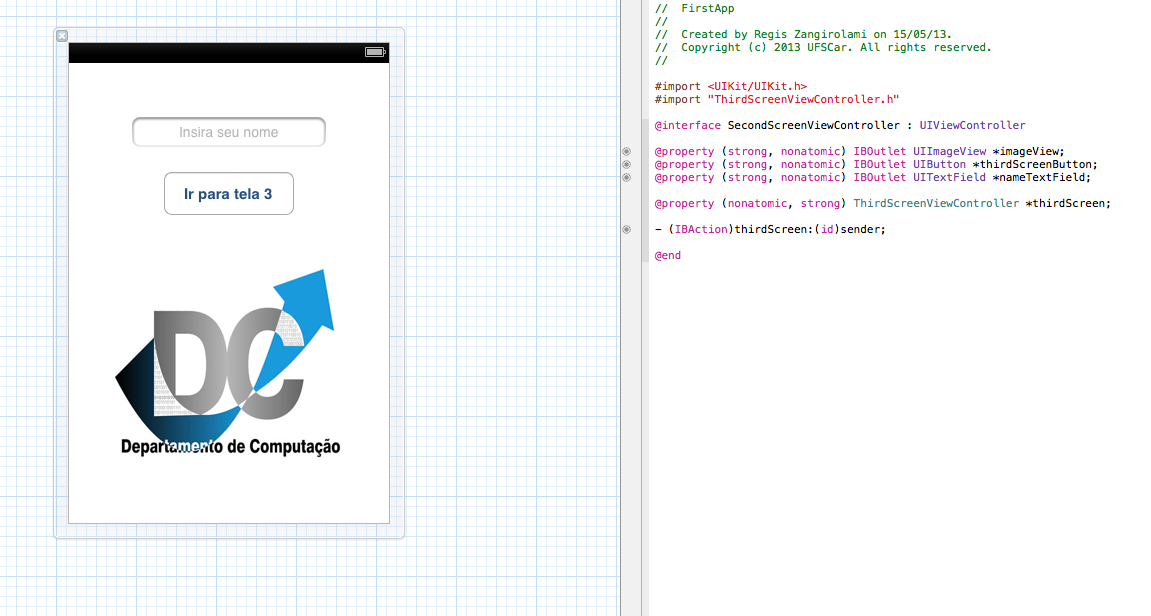 Insira seu nome
Ir para tela 3
DC
Departamento de Computação
//  FirstApp
//
//  Created by Regis Zangirolami on 15/05/13.
//  Copyright (c) 2013 UFSCar. All rights reserved.
//
#import <UIKit/UIKit.h>
#import "ThirdScreenViewController.h"
@interface SecondScreenViewController : UIViewController
@property (strong, nonatomic) IBOutlet UIImageView *imageView;
@property (strong, nonatomic) IBOutlet UIButton *thirdScreenButton;
@property (strong, nonatomic) IBOutlet UITextField *nameTextField;
@property (nonatomic, strong) ThirdScreenViewController *thirdScreen;
- (IBAction)thirdScreen:(id)sender;
@end